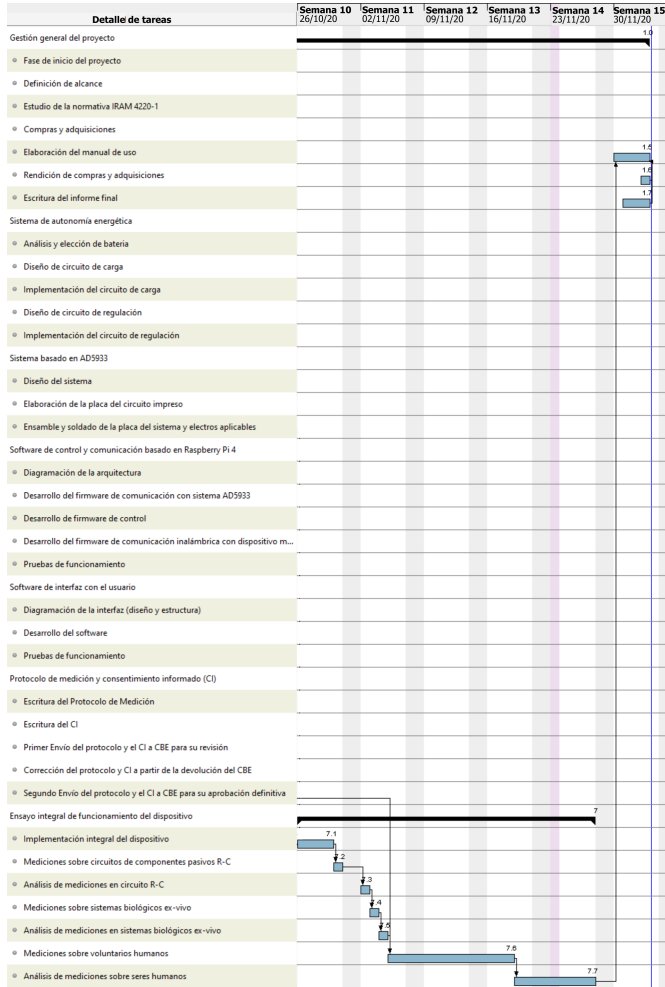 Semana 10 Semana 11 Semana 12 Semana 13 Semana 14 Semana 15
Detalle de tareas 26/10/20 02/11/20 09/11/20 16/11/20 23/11/20 30/11/20
Gestión general del proyecto 1.0
Fase de inicio del proyecto
Definición de alcance
Estudio de la normativa IRAM 4220-1
Compras y adquisiciones
Elaboración del manual de uso 1.5
Rendición de compras y adquisiciones 1.6
Escritura del informe final 1.7
Sistema de autonomía energética
Análisis y elección de bateria
Diseño de circuito de carga
Implementación del circuito de carga
Diseño de circuito de regulación
Implementación del circuito de regulación
Sistema basado en AD5933
Diseño del sistema
Elaboración de la placa del circuito impreso
Ensamble y soldado de la placa del sistema y electros aplicables
Software de control y comunicación basado en Raspberry Pi 4
Diagramación de la arquitectura
Desarrollo del firmware de comunicación con sistema AD5933
Desarrollo de firmware de control
Desarrollo del firmware de comunicación inalámbrica con dispositivo m...
Pruebas de funcionamiento
Software de interfaz con el usuario
Diagramación de la interfaz (diseño y estructura)
Desarrollo del software
Pruebas de funcionamiento
Protocolo de medición y consentimiento informado (CI)
Escritura del Protocolo de Medición
Escritura del CI
Primer Envío del protocolo y el CI a CBE para su revisión
Corrección del protocolo y CI a partir de la devolución del CBE
Segundo Envío del protocolo y el CI a CBE para su aprobación definitiva
Ensayo integral de funcionamiento del dispositivo 7
Implementación integral del dispositivo 7.1
Mediciones sobre circuitos de componentes pasivos R-C 7.2
Análisis de mediciones en circuito R-C 7.3
Mediciones sobre sistemas biológicos ex-vivo 7.4
Análisis de mediciones en sistemas biológicos ex-vivo 7.5
Mediciones sobre voluntarios humanos 7.6
Análisis de mediciones sobre seres humanos 7.7